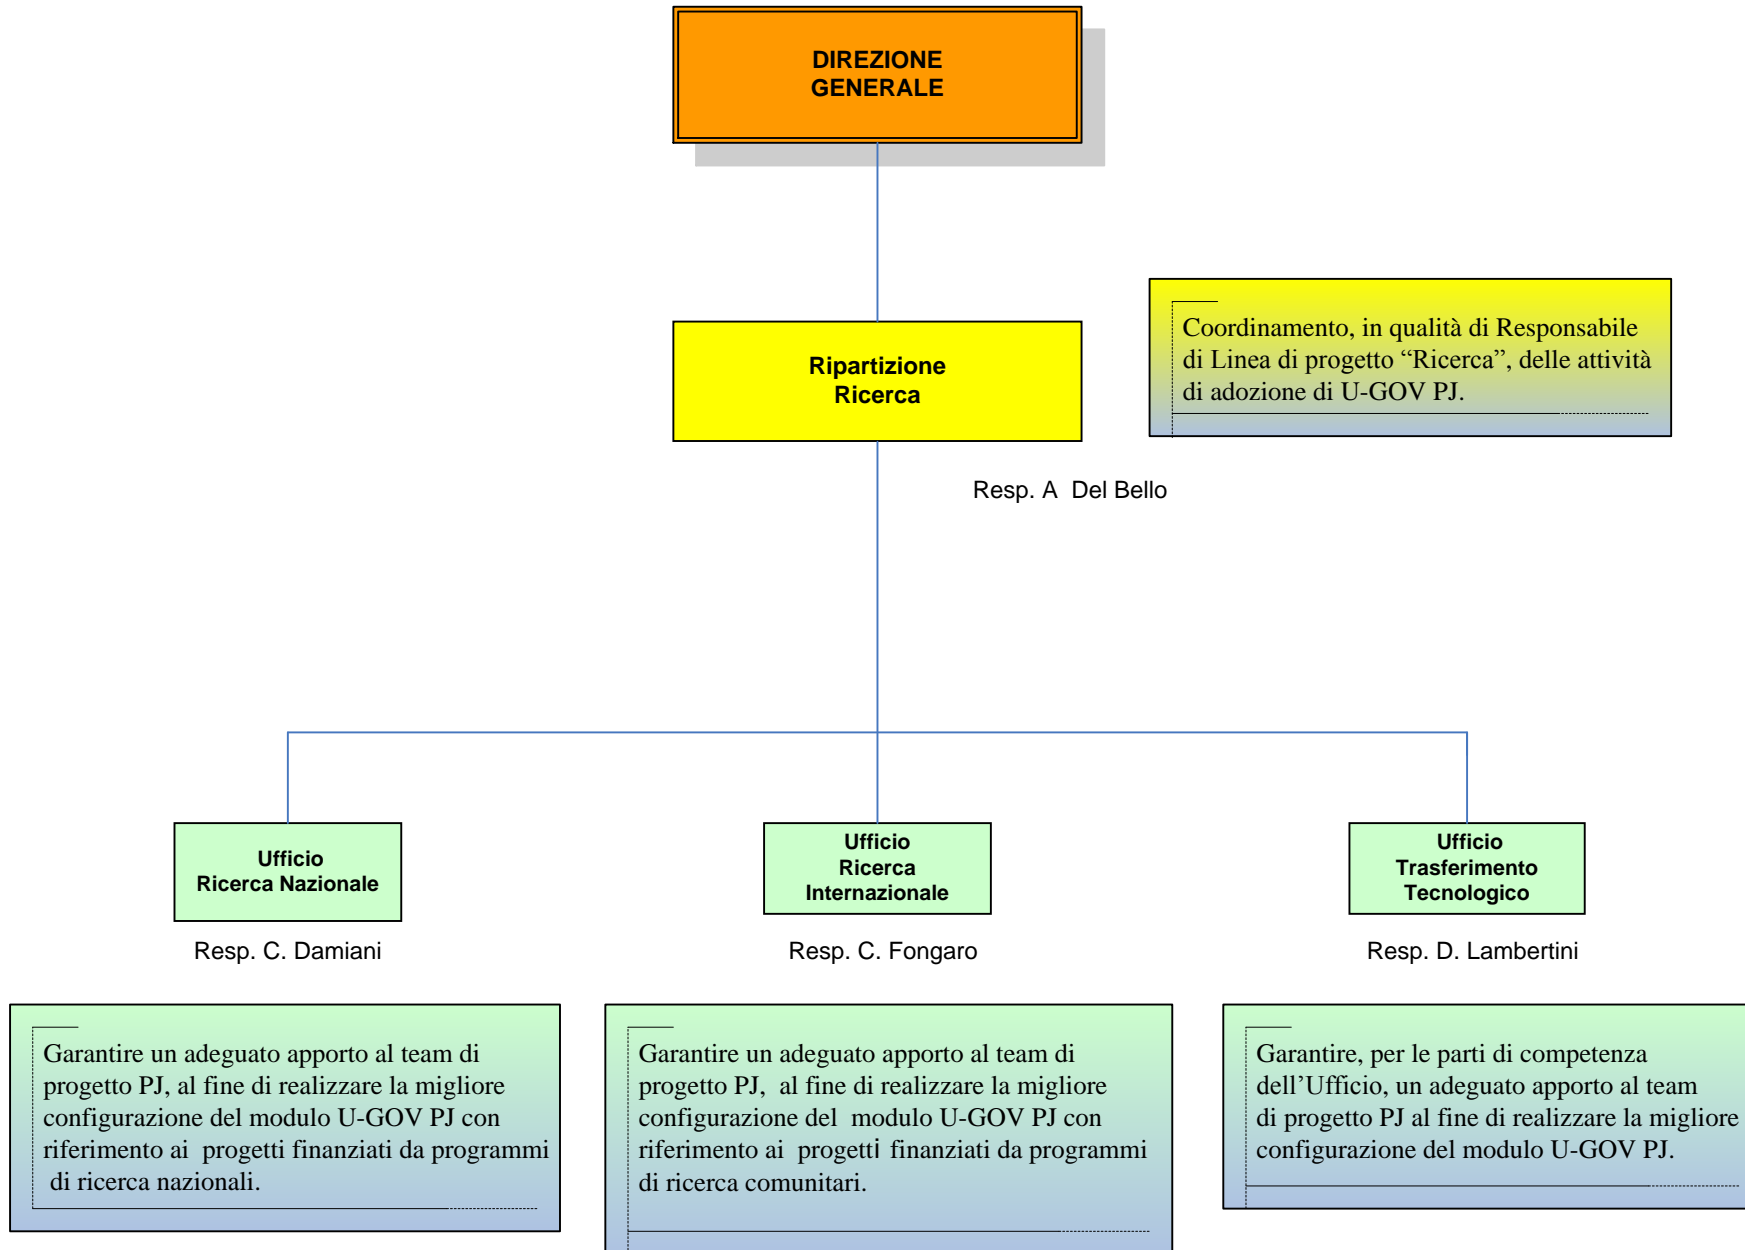 DIREZIONE
GENERALE
Ripartizione
Ricerca
Coordinamento, in qualità di Responsabile
di Linea di progetto “Ricerca”, delle attività
di adozione di U-GOV PJ.
Resp. A  Del Bello
Ufficio
Ricerca Nazionale
Resp. C. Damiani
Garantire un adeguato apporto al team di
progetto PJ, al fine di realizzare la migliore
configurazione del modulo U-GOV PJ con
riferimento ai  progetti finanziati da programmi
di ricerca nazionali.
Ufficio
Ricerca
Internazionale
Resp. C. Fongaro
Garantire un adeguato apporto al team di
progetto PJ,  al fine di realizzare la migliore
configurazione del  modulo U-GOV PJ con
riferimento ai  progetti finanziati da programmi
di ricerca comunitari.
Ufficio
Trasferimento
Tecnologico
Resp. D. Lambertini
Garantire, per le parti di competenza
dell’Ufficio, un adeguato apporto al team
di progetto PJ al fine di realizzare la migliore
configurazione del modulo U-GOV PJ.